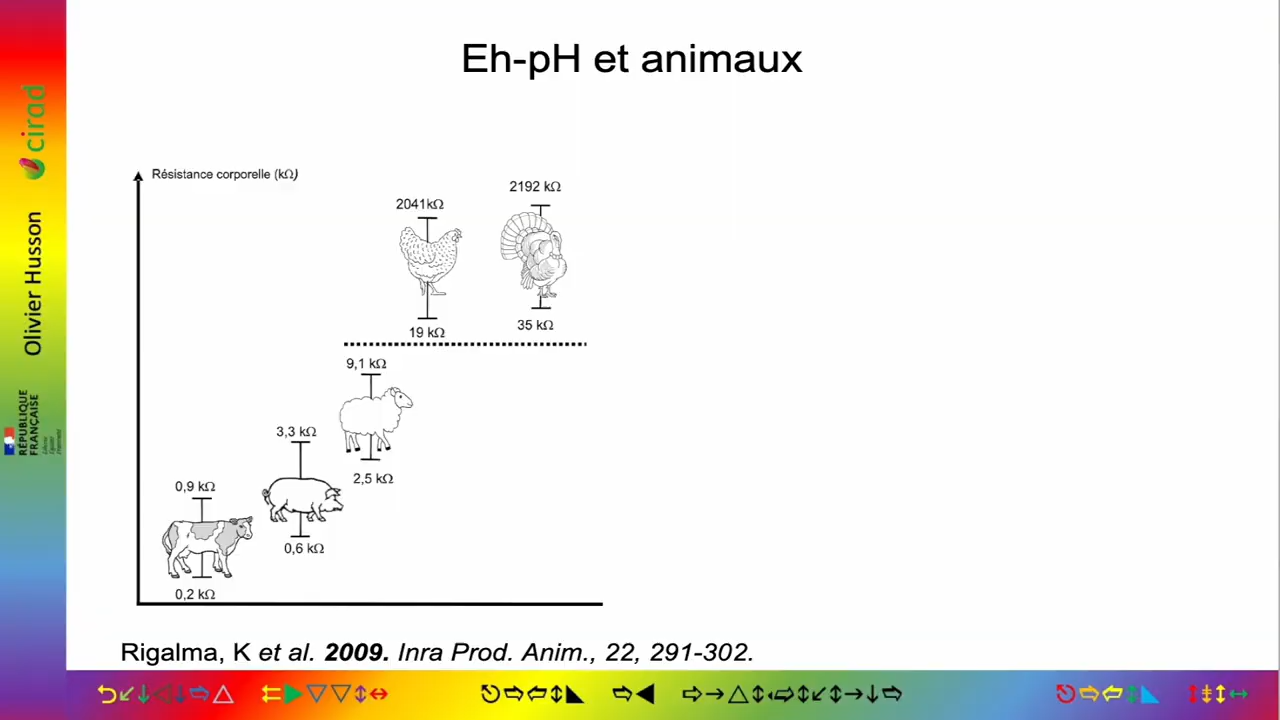 Eh-pH et animaux
cirad
Olivier Husson
RÉPUBLIQUE
FRANÇAISE
Résistance corporelle (kΩ)
2041kΩ
2192 kΩ
19 kΩ
35 kΩ
9,1 kΩ
2,5 kΩ
3,3 kΩ
0,6 kΩ
0,9 kΩ
0,2 kΩ
Rigalma, K et al. 2009. Inra Prod. Anim., 22, 291-302.